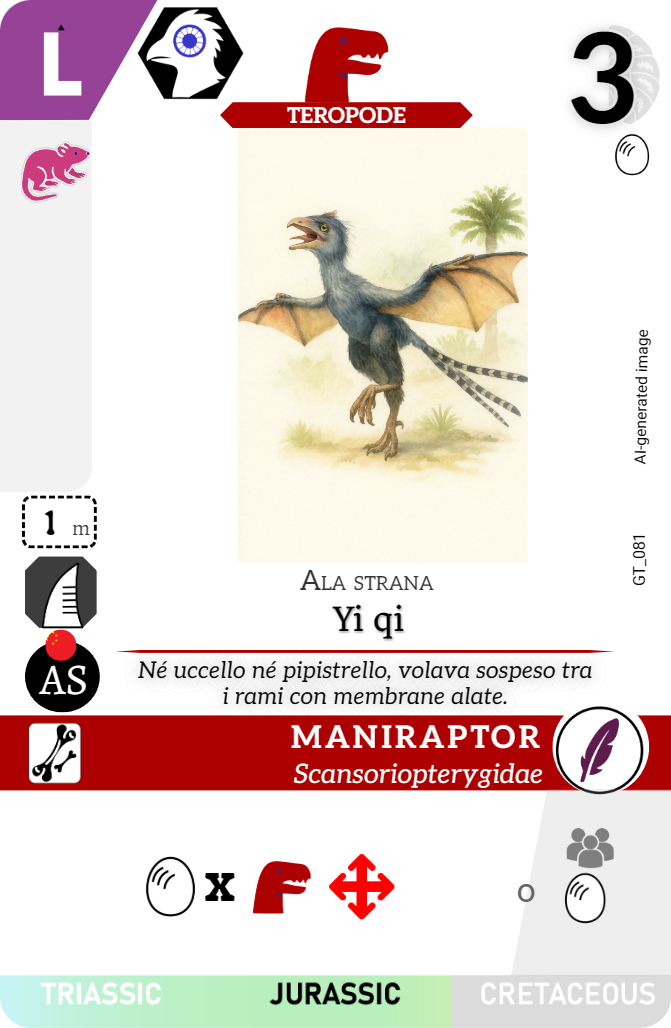 L
3
TEROPODE
AI-generated image
GT_081
1 m
AS
Ala strana
Yi qi
Né uccello né pipistrello, volava sospeso tra
i rami con membrane alate.
MANIRAPTOR
Scansoriopterygidae
x
o
TRIASSIC
JURASSIC
CRETACEOUS